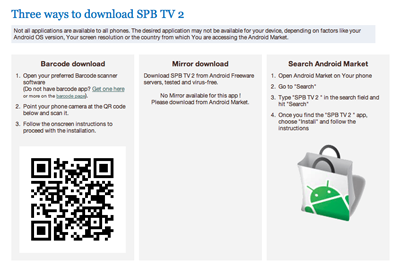 Three ways to download SPB TV 2
Not all applications are available to all phones. The desired application may not be available for your device, depending on factors like your
Android OS version, Your screen resolution or the country from which You are accessing the Android Market.
Barcode download
1. Open your preferred Barcode scanner
software
(Do not have barcode app? Get one here
or more on the barcode page).
2. Point your phone camera at the QR code
below and scan it.
3. Follow the onscreen instructions to
proceed with the installation.
Mirror download
Download SPB TV 2 from Android Freeware
servers, tested and virus-free.
No Mirror available for this app !
Please download from Android Market.
Search Android Market
1. Open Android Market on Your phone
2. Go to "Search"
3. Type "SPB TV 2 " in the search field and
hit "Search"
4. Once you find the "SPB TV 2 " app,
choose "Install" and follow the
instructions